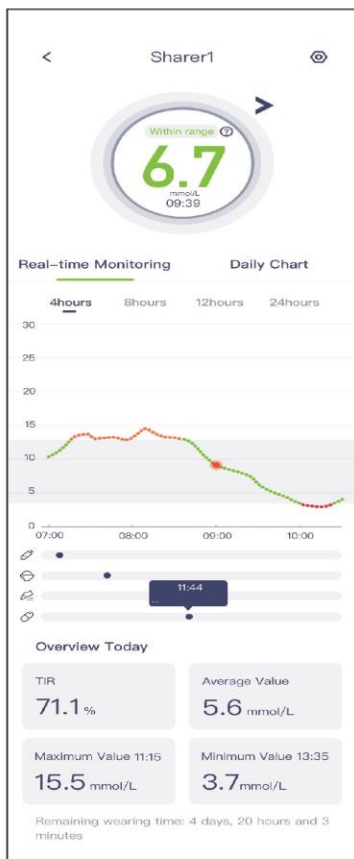 Sharer1
Within range
6.7
mmol/L
09:39
Real-time Monitoring Daily Chart
4hours 8hours 12hours 24hours
30
25
20
15
10
5
0
07:00 08:00 09:00 10:00
11:44
Overview Today
TIR
71.1 %
Average Value
5.6 mmol/L
Maximum Value 11:15
15.5 mmol/L
Minimum Value 13:35
3.7 mmol/L
Remaining wearing time: 4 days, 20 hours and 3
minutes